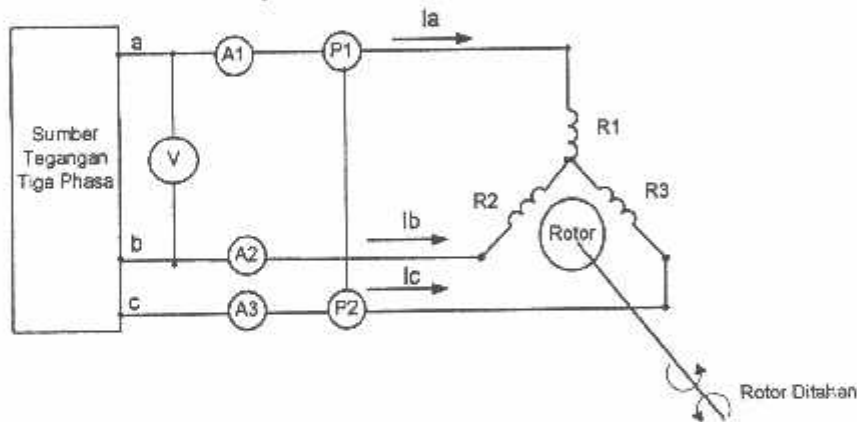 a
A1
P1
Ia
Sumber
Tegangan
Tiga Phasa
V
R1
R2
R3
Rotor
b
A2
Ib
c
A3
P2
Ic
Rotor Ditahan